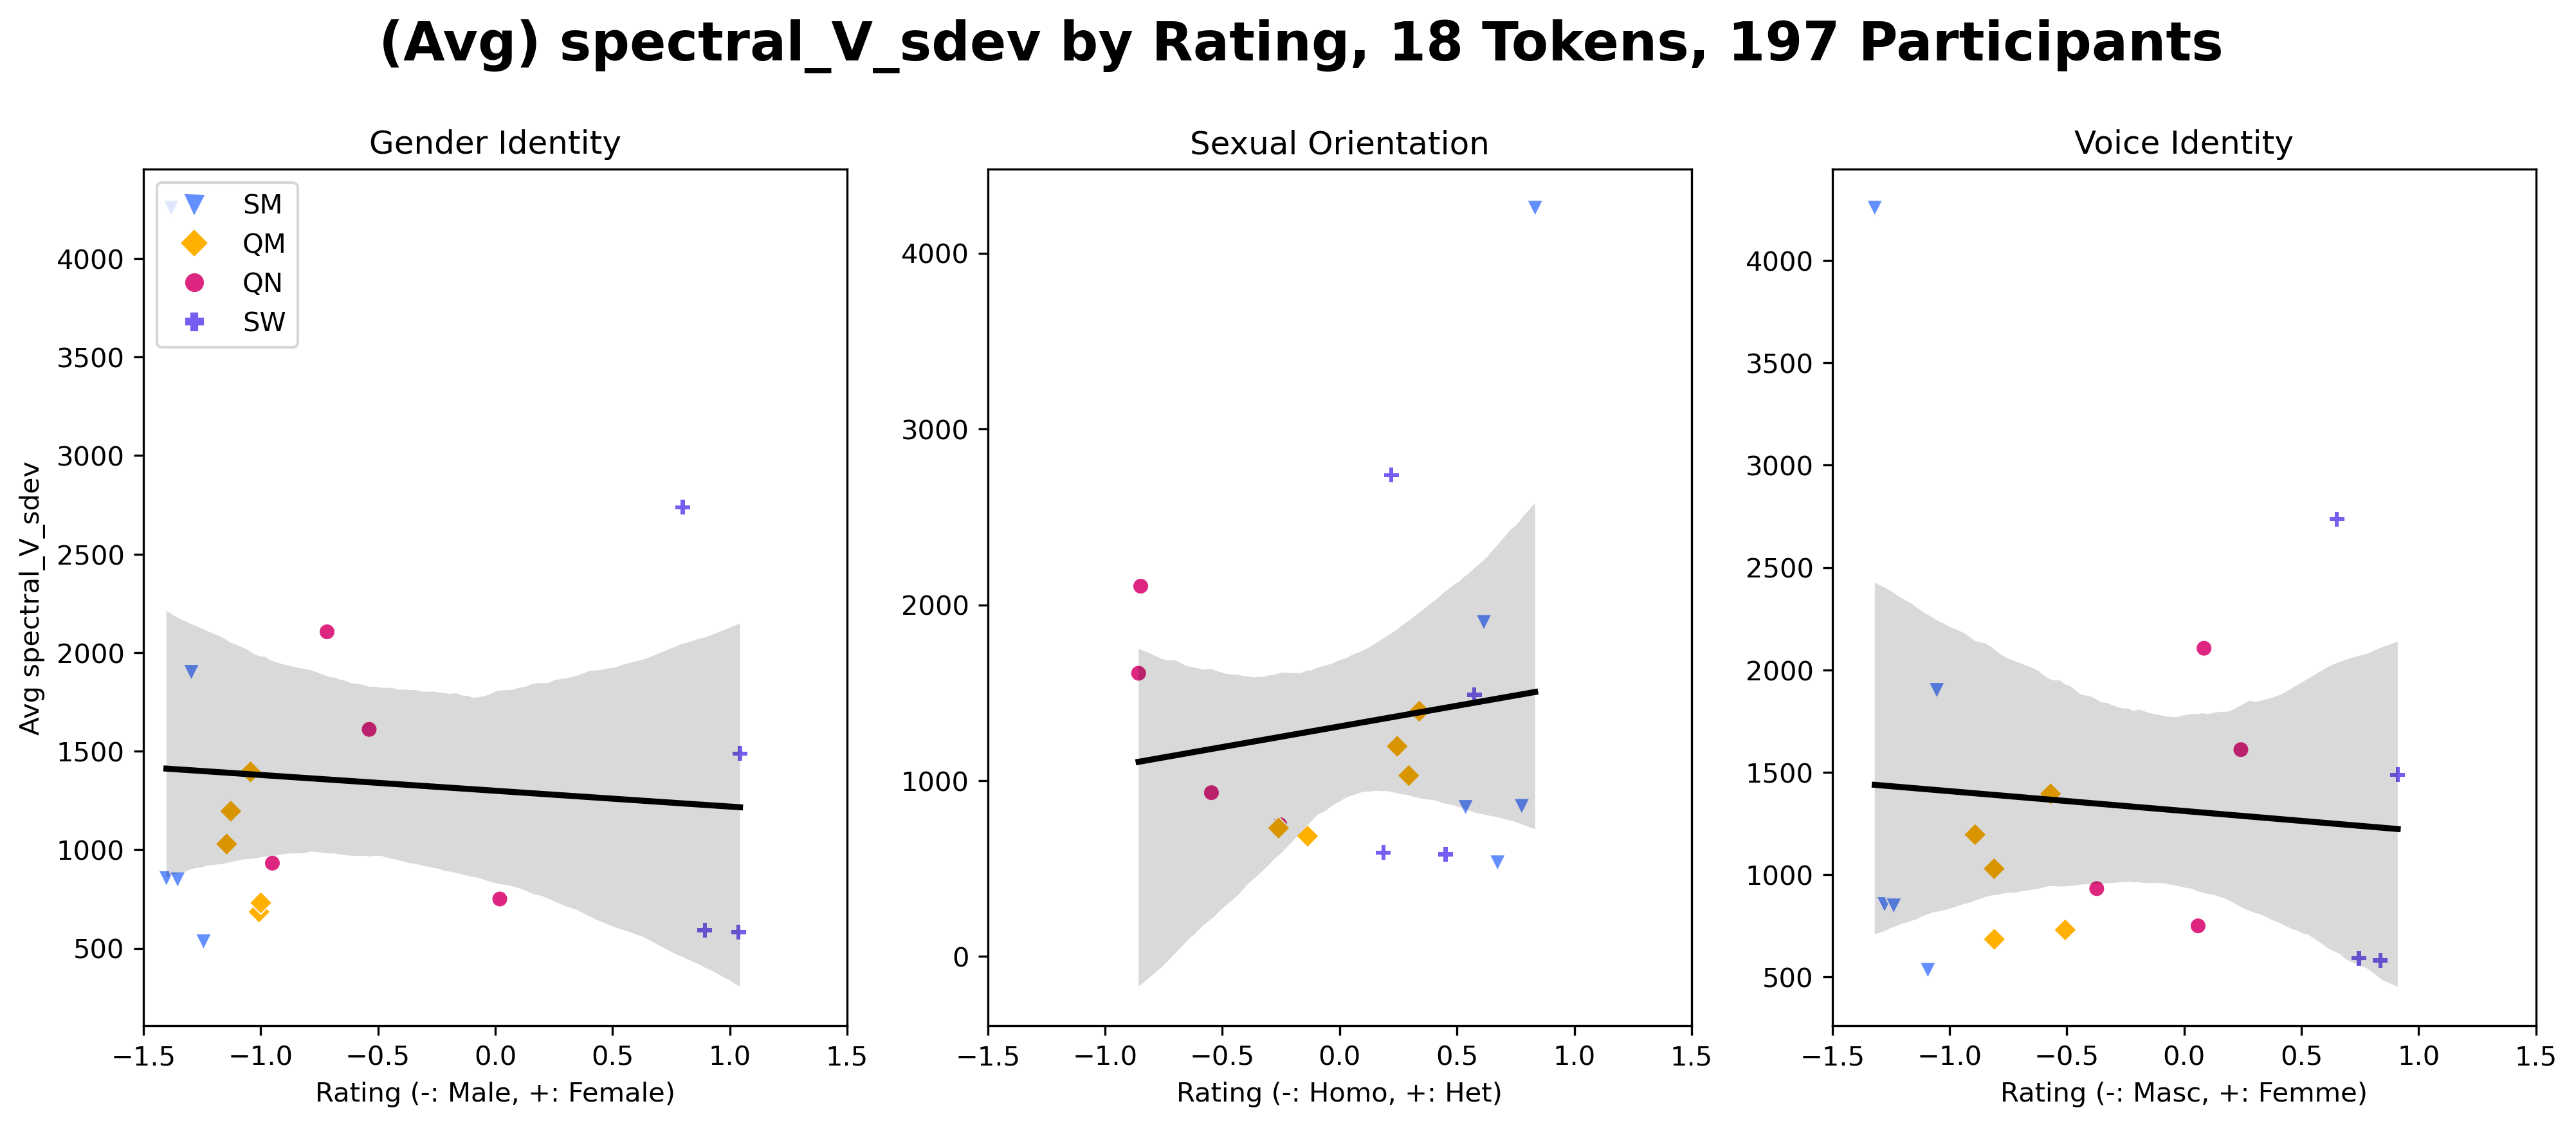 (Avg) spectral_V_sdev by Rating, 18 Tokens, 197 Participants
Gender Identity
SM
QM
QN
SW
4000
3500
3000
2500
2000
1500
1000
500
Avg spectral_V_sdev
−1.5 −1.0 −0.5 0.0 0.5 1.0 1.5
Rating (-: Male, +: Female)
Sexual Orientation
4000
3000
2000
1000
0
−1.5 −1.0 −0.5 0.0 0.5 1.0 1.5
Rating (-: Homo, +: Het)
Voice Identity
4000
3500
3000
2500
2000
1500
1000
500
−1.5 −1.0 −0.5 0.0 0.5 1.0 1.5
Rating (-: Masc, +: Femme)